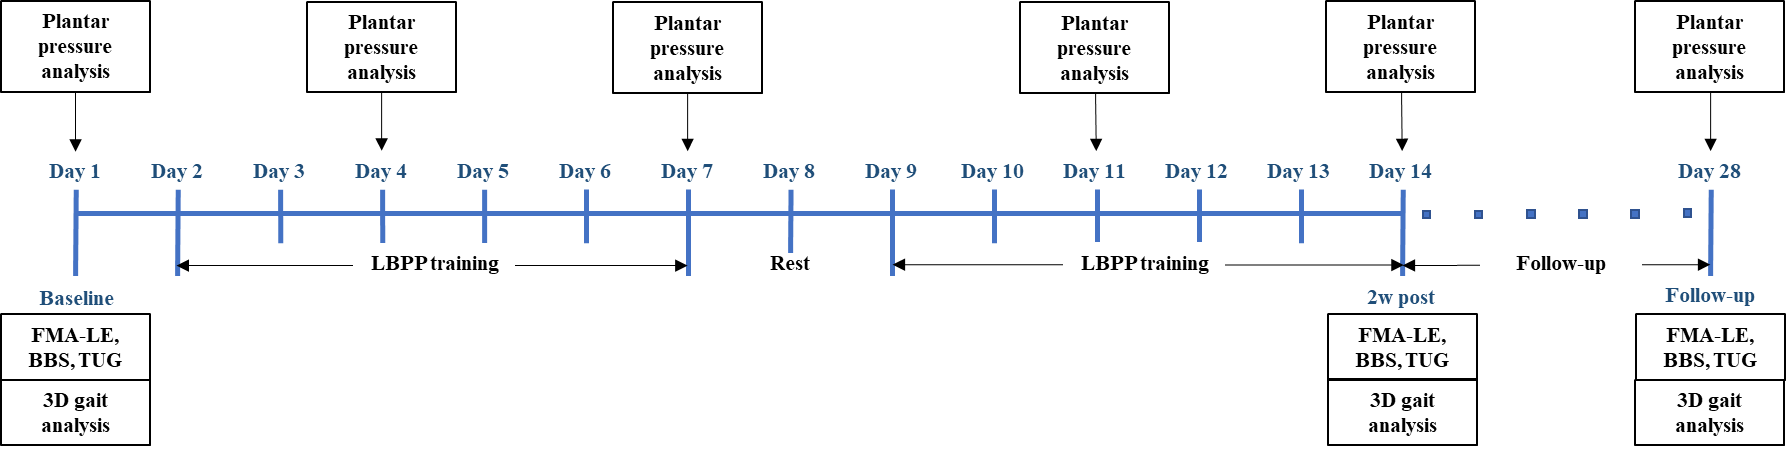 Plantar
pressure
analysis
Plantar
pressure
analysis
Plantar
pressure
analysis
Plantar
pressure
analysis
Plantar
pressure
analysis
Plantar
pressure
analysis
Day 1
Day 2
Day 3
Day 4
Day 5
Day 6
Day 7
Day 8
Day 9
Day 10
Day 11
Day 12
Day 13
Day 14
Day 28
LBPP training
Rest
LBPP training
Follow-up
Baseline
2w post
Follow-up
FMA-LE,
BBS, TUG
3D gait
analysis
FMA-LE,
BBS, TUG
3D gait
analysis
FMA-LE,
BBS, TUG
3D gait
analysis